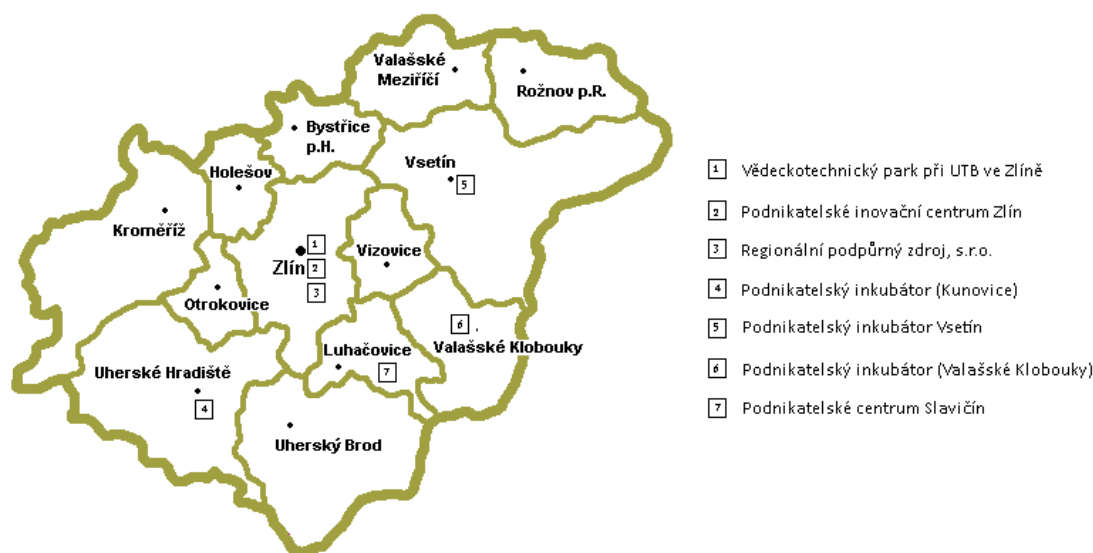 Valašské
Meziříčí
Rožnov p.R.
Bystřice
p.H.
Vsetín
5
Holešov
Kroměříž
1
Zlín
2
3
Vizovice
Otrokovice
6
Valašské Klobouky
Luhačovice
7
Uherské Hradiště
4
Uherský Brod
1 Vědeckotechnický park při UTB ve Zlíně
2 Podnikatelské inovační centrum Zlín
3 Regionální podpůrný zdroj, s.r.o.
4 Podnikatelský inkubátor (Kunovice)
5 Podnikatelský inkubátor Vsetín
6 Podnikatelský inkubátor (Valašské Klobouky)
7 Podnikatelské centrum Slavičín